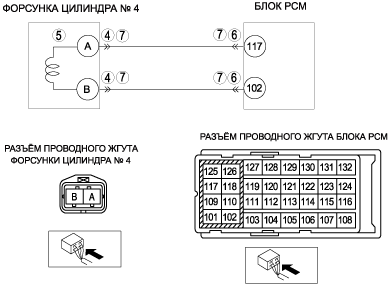 ФОРСУНКА ЦИЛИНДРА № 4
БЛОК PCM
5 A 4 7 7 6 117
B 4 7 7 6 102
РАЗЪЁМ ПРОВОДНОГО ЖГУТА
ФОРСУНКИ ЦИЛИНДРА № 4
B A
РАЗЪЁМ ПРОВОДНОГО ЖГУТА БЛОКА PCM
125 126 127 128 129 130 131 132
117 118 119 120 121 122 123 124
109 110 111 112 113 114 115 116
101 102 103 104 105 106 107 108